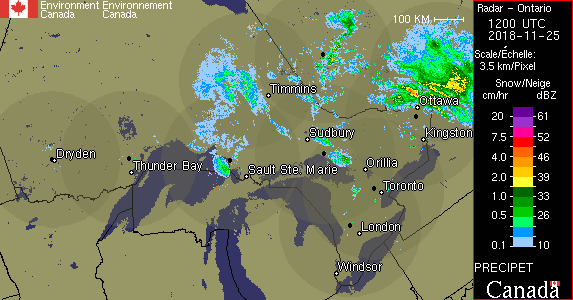 Environment Environnement
Canada Canada
100 KM
Timmins
Ottawa
Sudbury
Kingston
Dryden
Thunder Bay
Sault Ste. Marie
Orillia
Toronto
London
Windsor
Radar - Ontario
1200 UTC
2018-11-25
Scale/Échelle:
3.5 km/Pixel
Snow/Neige
cm/hr dBZ
20 61
7.5 52
4.0 46
2.0 39
1.0 33
0.5 26
0.1 10
PRECIPET
Canada